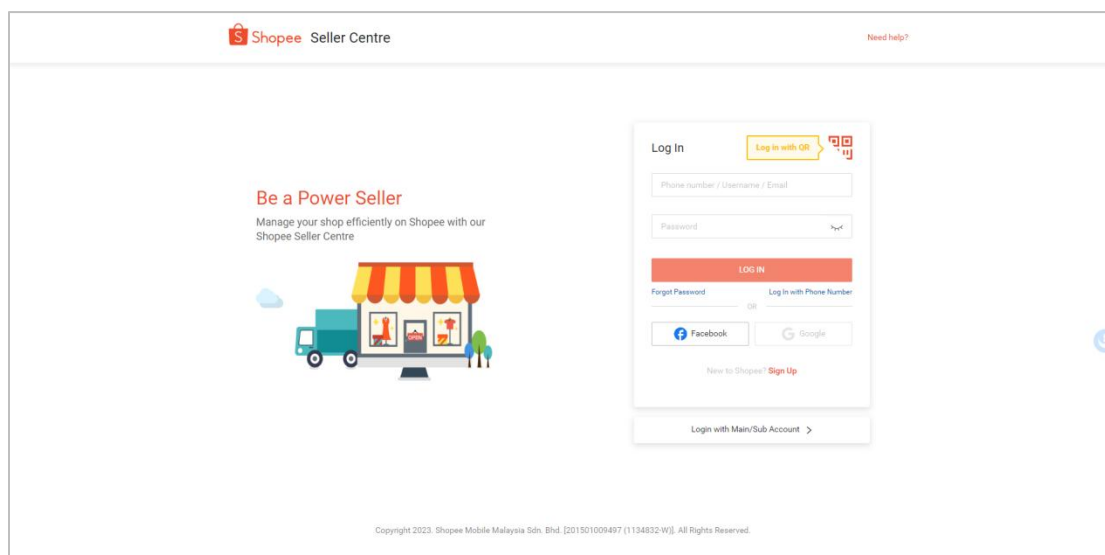 Shopee Seller Centre
Need help?
Be a Power Seller
Manage your shop efficiently on Shopee with our
Shopee Seller Centre
OPEN
Log In
Log in with QR
Phone number / Username / Email
Password
LOG IN
Forgot Password
Log In with Phone Number
OR
Facebook
Google
New to Shopee? Sign Up
Login with Main/Sub Account
Copyright 2023. Shopee Mobile Malaysia Sdn. Bhd. [201501009497 (1134832-W)]. All Rights Reserved.